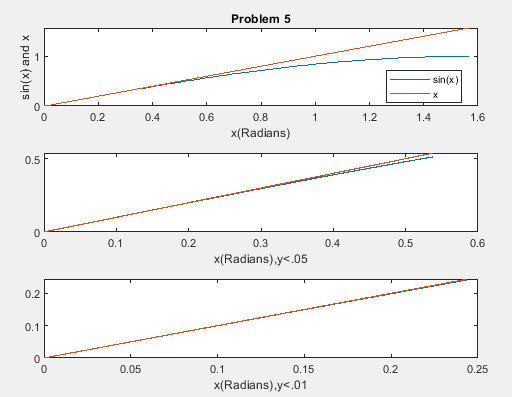 Problem 5
sin(x) and x
1
0
sin(x)
x
0 0.2 0.4 0.6 0.8 1 1.2 1.4 1.6
x(Radians)
0.5
0
0 0.1 0.2 0.3 0.4 0.5 0.6
x(Radians),y<.05
0.2
0.1
0
0 0.05 0.1 0.15 0.2 0.25
x(Radians),y<.01